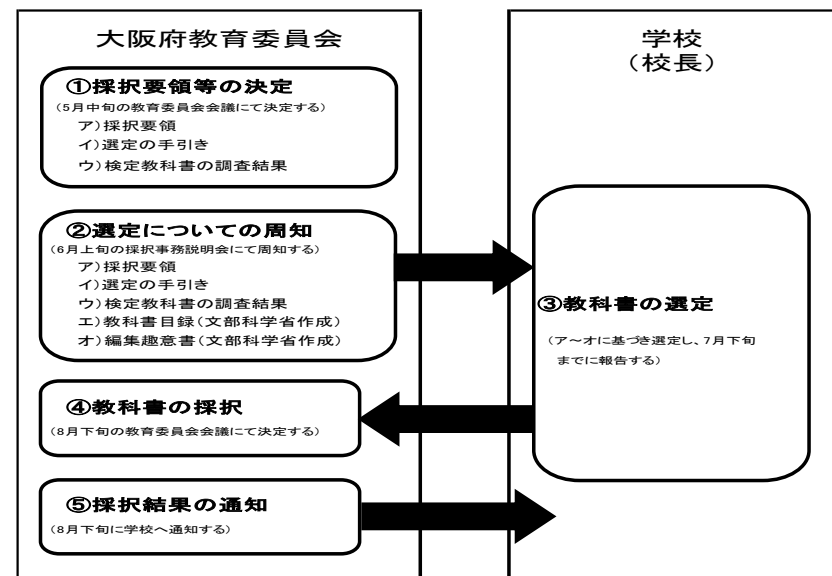 大阪府教育委員会
①採択要領等の決定
(5月中旬の教育委員会会議にて決定する)
ア)採択要領
イ)選定の手引き
ウ)検定教科書の調査結果
②選定についての周知
(6月上旬の採択事務説明会にて周知する)
ア)採択要領
イ)選定の手引き
ウ)検定教科書の調査結果
エ)教科書目録(文部科学省作成)
オ)編集趣意書(文部科学省作成)
④教科書の採択
(8月下旬の教育委員会会議にて決定する)
⑤採択結果の通知
(8月下旬に学校へ通知する)
学校
(校長)
③教科書の選定
(ア～オに基づき選定し、7月下旬
までに報告する)